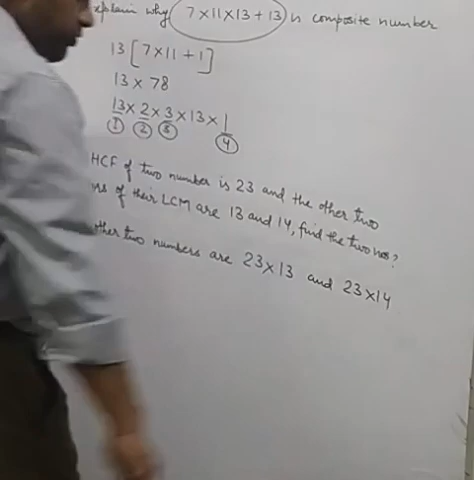 xplain why 7×11×13+13 is composite number
13[7×11+1]
13×78
13×2×3×13×1
1 2 3 4
HCF of two number is 23 and the other two
rs of their LCM are 13 and 14, find the two nos?
other two numbers are 23×13 and 23×14